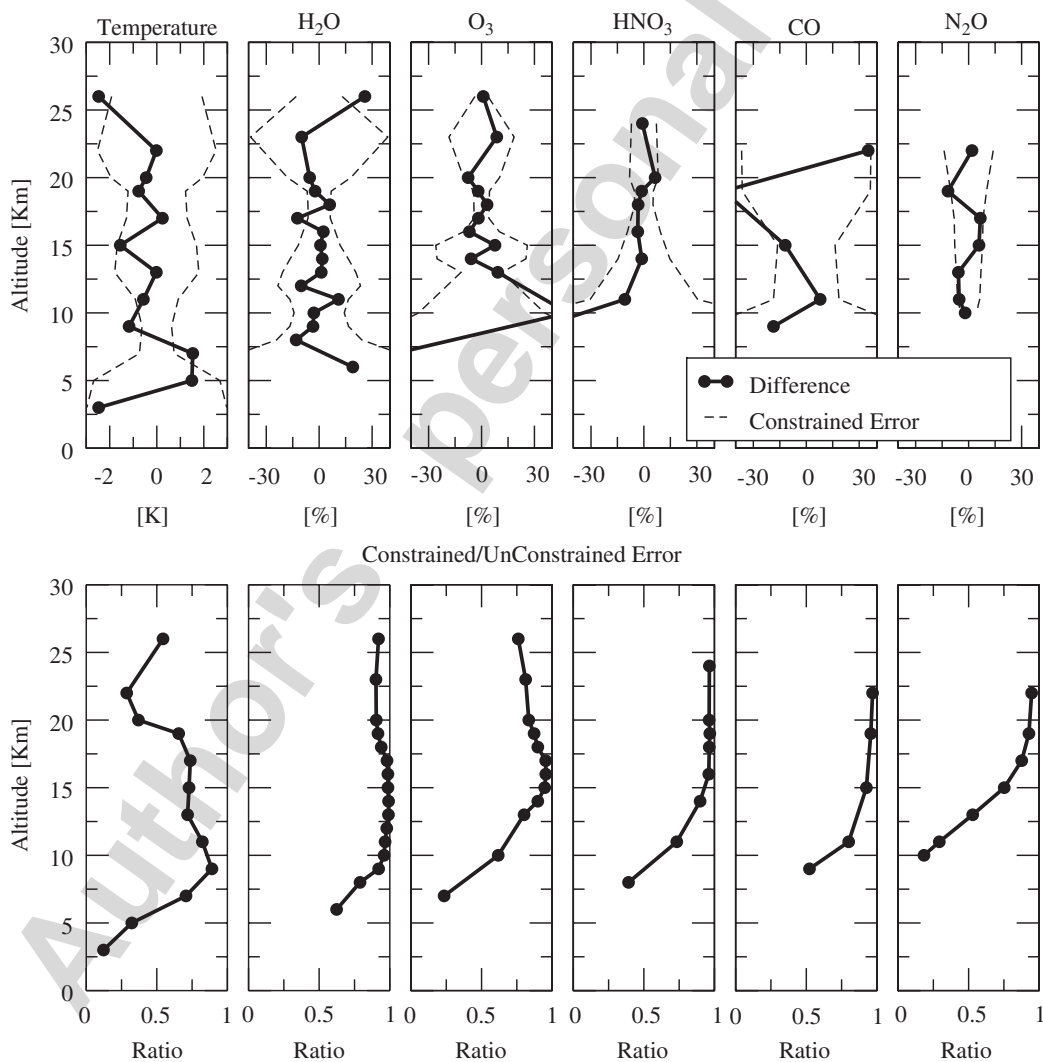 Temperature H₂O O₃ HNO₃ CO N₂O
30
25
20
15
10
5
0
Altitude [Km]
-2 0 2 -30 0 30 -30 0 30 -30 0 30 -30 0 30 -30 0 30
[K] [%] [%] [%] [%] [%]
Difference
Constrained Error
Constrained/UnConstrained Error
30
25
20
15
10
5
0
Altitude [Km]
0 0.5 1 0 0.5 1 0 0.5 1 0 0.5 1 0 0.5 1 0 0.5 1
Ratio Ratio Ratio Ratio Ratio Ratio
Author's personal